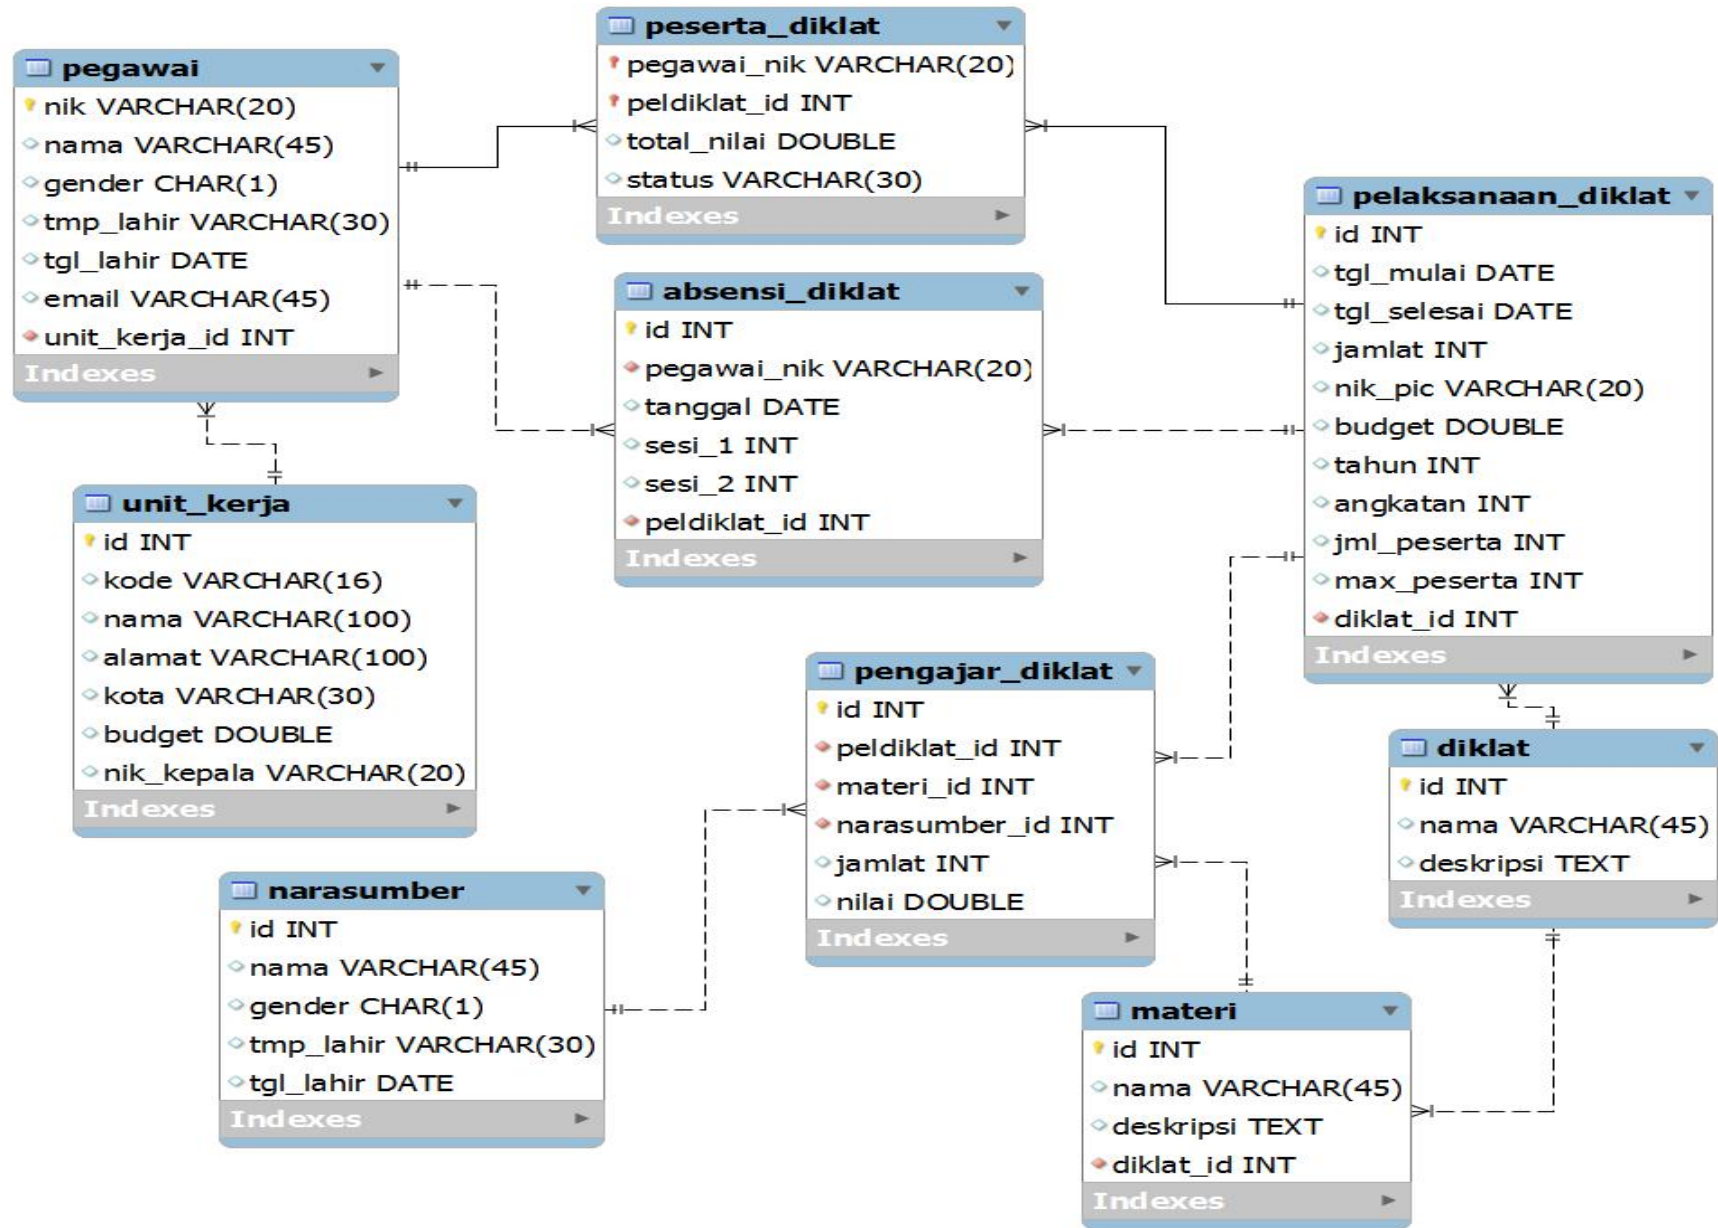 peserta_diklat
pegawai_nik VARCHAR(20)
peldiklat_id INT
total_nilai DOUBLE
status VARCHAR(30)
Indexes
pegawai
nik VARCHAR(20)
nama VARCHAR(45)
gender CHAR(1)
tmp_lahir VARCHAR(30)
tgl_lahir DATE
email VARCHAR(45)
unit_kerja_id INT
Indexes
pelaksanaan_diklat
id INT
tgl_mulai DATE
tgl_selesai DATE
jamlat INT
nik_pic VARCHAR(20)
budget DOUBLE
tahun INT
angkatan INT
jml_peserta INT
max_peserta INT
diklat_id INT
Indexes
absensi_diklat
id INT
pegawai_nik VARCHAR(20)
tanggal DATE
sesi_1 INT
sesi_2 INT
peldiklat_id INT
Indexes
unit_kerja
id INT
kode VARCHAR(16)
nama VARCHAR(100)
alamat VARCHAR(100)
kota VARCHAR(30)
budget DOUBLE
nik_kepala VARCHAR(20)
Indexes
pengajar_diklat
id INT
peldiklat_id INT
materi_id INT
narasumber_id INT
jamlat INT
nilai DOUBLE
Indexes
diklat
id INT
nama VARCHAR(45)
deskripsi TEXT
Indexes
narasumber
id INT
nama VARCHAR(45)
gender CHAR(1)
tmp_lahir VARCHAR(30)
tgl_lahir DATE
Indexes
materi
id INT
nama VARCHAR(45)
deskripsi TEXT
diklat_id INT
Indexes